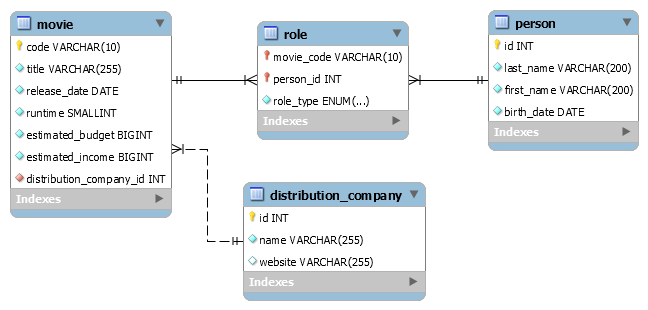 movie
code VARCHAR(10)
title VARCHAR(255)
release_date DATE
runtime SMALLINT
estimated_budget BIGINT
estimated_income BIGINT
distribution_company_id INT
Indexes
role
movie_code VARCHAR(10)
person_id INT
role_type ENUM(...)
Indexes
person
id INT
last_name VARCHAR(200)
first_name VARCHAR(200)
birth_date DATE
Indexes
distribution_company
id INT
name VARCHAR(255)
website VARCHAR(255)
Indexes